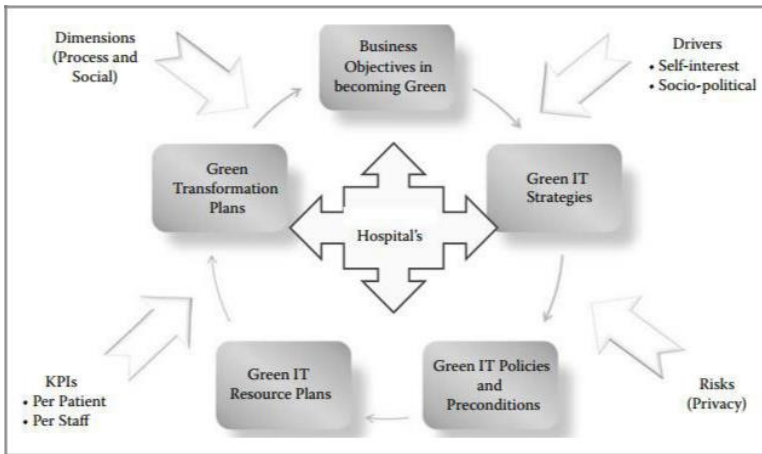 Dimensions
(Process and
Social)
Business
Objectives in
becoming Green
Drivers
• Self-interest
• Socio-political
Green
Transformation
Plans
Green IT
Strategies
Hospital's
Green IT
Resource Plans
Green IT Policies
and
Preconditions
KPIs
• Per Patient
• Per Staff
Risks
(Privacy)